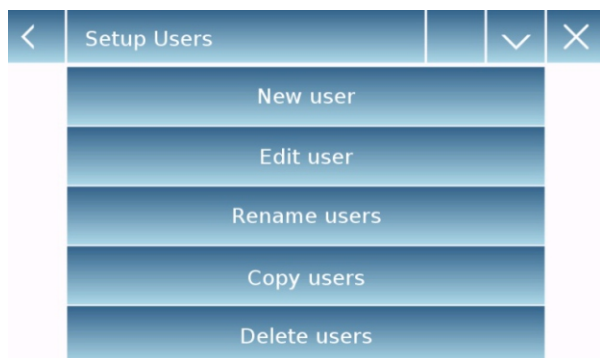 Setup Users
New user
Edit user
Rename users
Copy users
Delete users